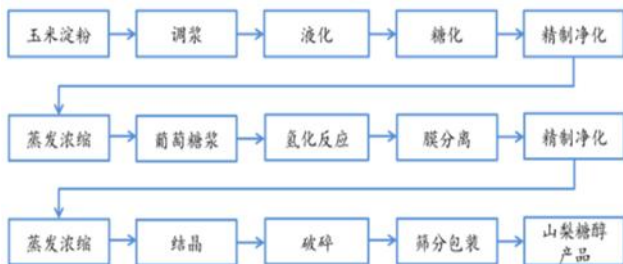 玉米淀粉
调浆
液化
糖化
精制净化
蒸发浓缩
葡萄糖浆
氢化反应
膜分离
精制净化
蒸发浓缩
结晶
破碎
筛分包装
山梨糖醇
产品